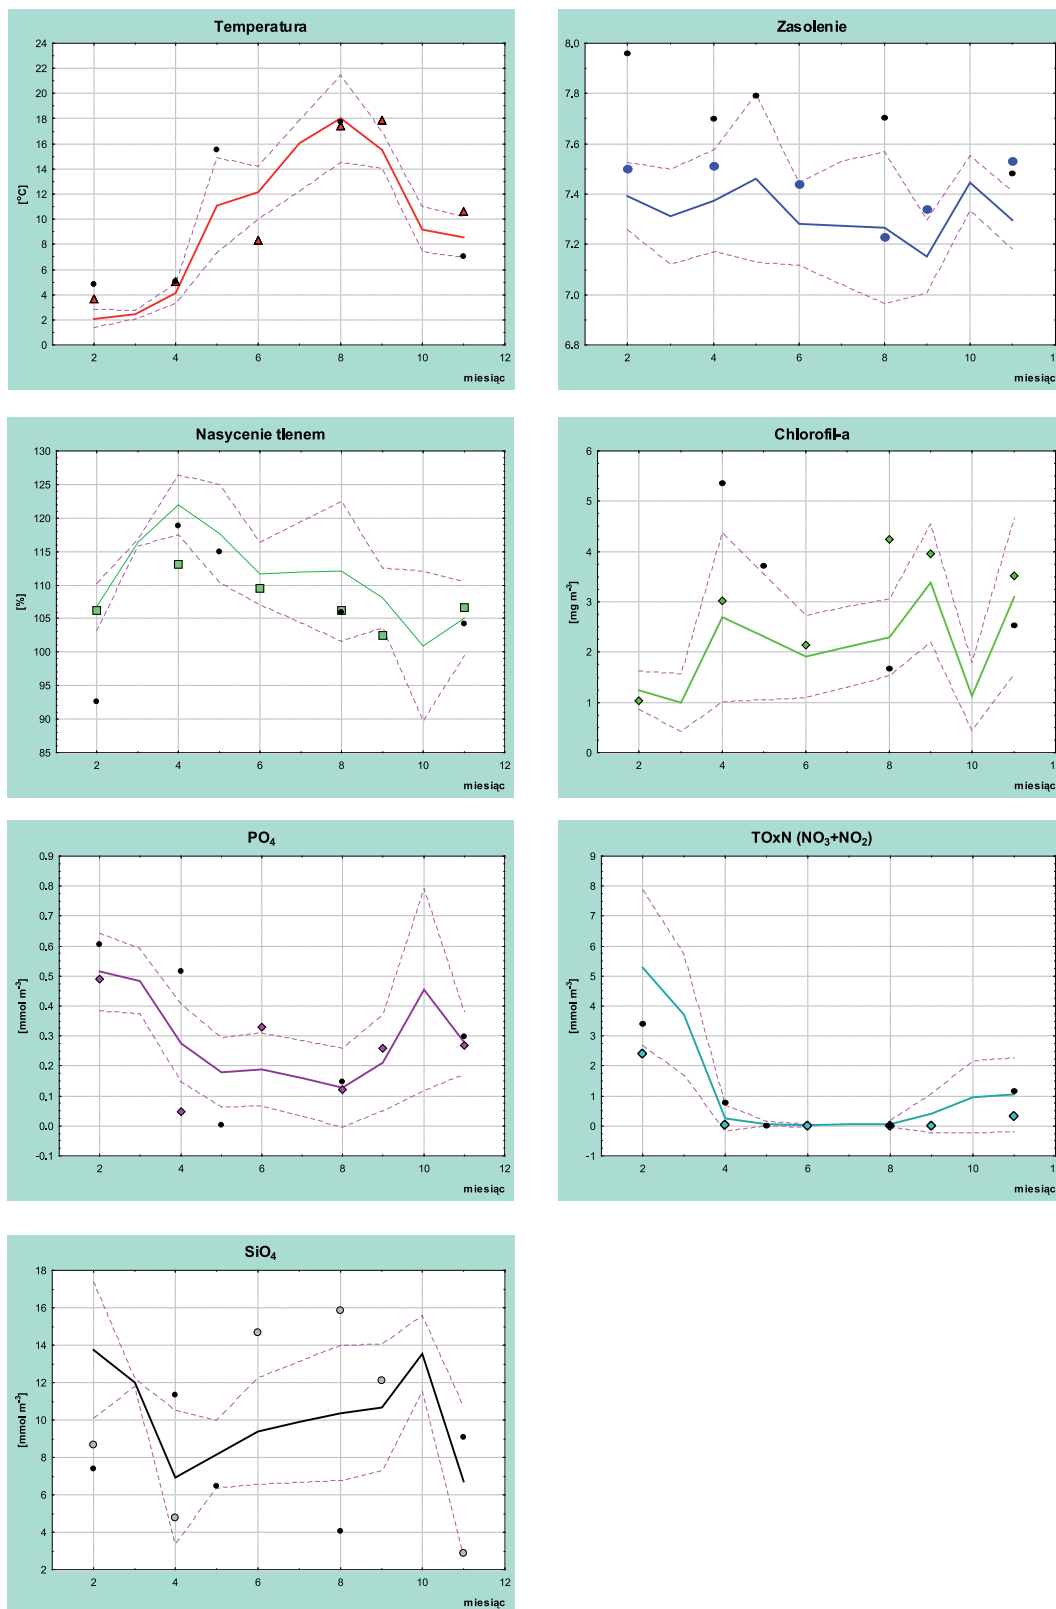 Temperatura
24
22
20
18
16
14
12
10
8
6
4
2
0
[°C]
2 4 6 8 10 12
miesiąc
Zasolenie
8.0
7.8
7.6
7.4
7.2
7.0
6.8
2 4 6 8 10 1
miesiąc
Nasycenie tlenem
130
125
120
115
110
105
100
95
90
85
[%]
2 4 6 8 10 12
miesiąc
Chlorofil-a
6
5
4
3
2
1
0
[mg m⁻³]
2 4 6 8 10 1
miesiąc
PO₄
0.9
0.8
0.7
0.6
0.5
0.4
0.3
0.2
0.1
0.0
-0.1
[mmol m⁻³]
2 4 6 8 10 12
miesiąc
TOxN (NO₃+NO₂)
9
8
7
6
5
4
3
2
1
0
-1
[mmol m⁻³]
2 4 6 8 10 1
miesiąc
SiO₄
18
16
14
12
10
8
6
4
2
[mmol m⁻³]
2 4 6 8 10 12
miesiąc